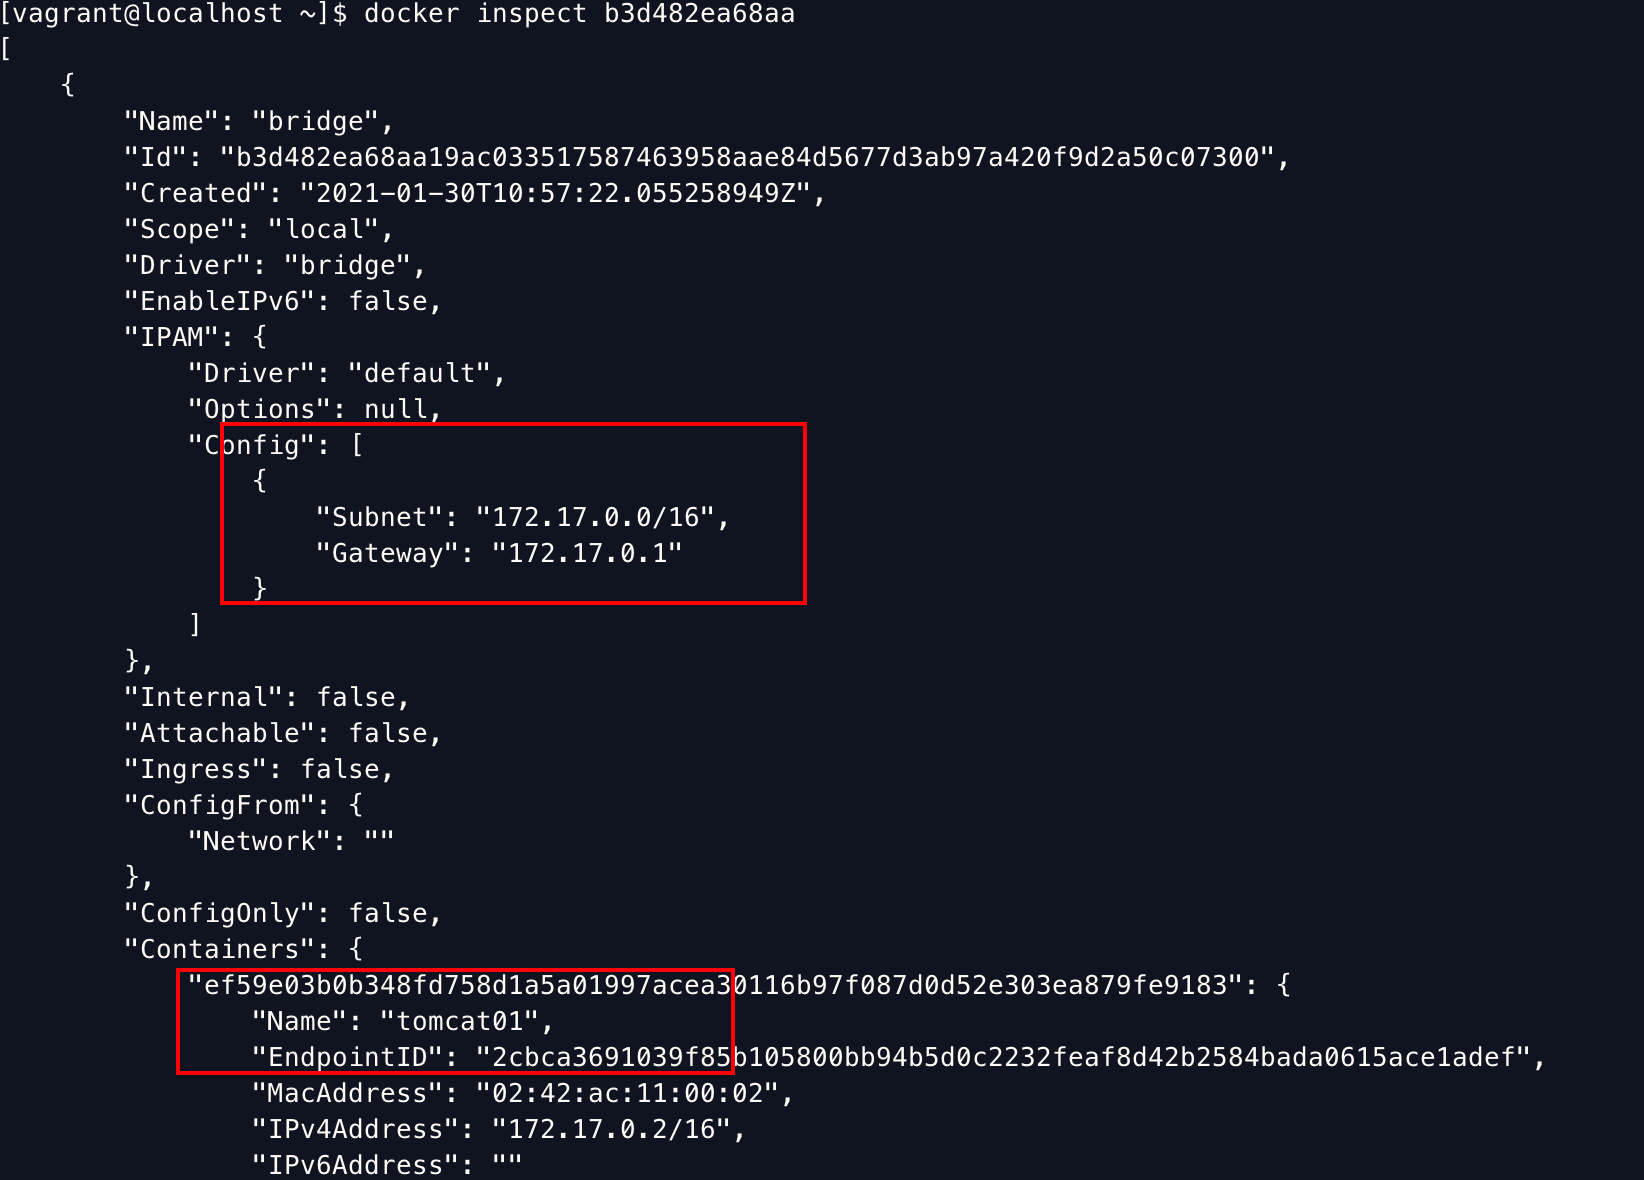 [vagrant@localhost ~]$ docker inspect b3d482ea68aa
[
    {
        "Name": "bridge",
        "Id": "b3d482ea68aa19ac033517587463958aae84d5677d3ab97a420f9d2a50c07300",
        "Created": "2021-01-30T10:57:22.055258949Z",
        "Scope": "local",
        "Driver": "bridge",
        "EnableIPv6": false,
        "IPAM": {
            "Driver": "default",
            "Options": null,
            "Config": [
                {
                    "Subnet": "172.17.0.0/16",
                    "Gateway": "172.17.0.1"
                }
            ]
        },
        "Internal": false,
        "Attachable": false,
        "Ingress": false,
        "ConfigFrom": {
            "Network": ""
        },
        "ConfigOnly": false,
        "Containers": {
            "ef59e03b0b348fd758d1a5a01997acea30116b97f087d0d52e303ea879fe9183": {
                "Name": "tomcat01",
                "EndpointID": "2cbca3691039f85b105800bb94b5d0c2232feaf8d42b2584bada0615ace1adef",
                "MacAddress": "02:42:ac:11:00:02",
                "IPv4Address": "172.17.0.2/16",
                "IPv6Address": ""